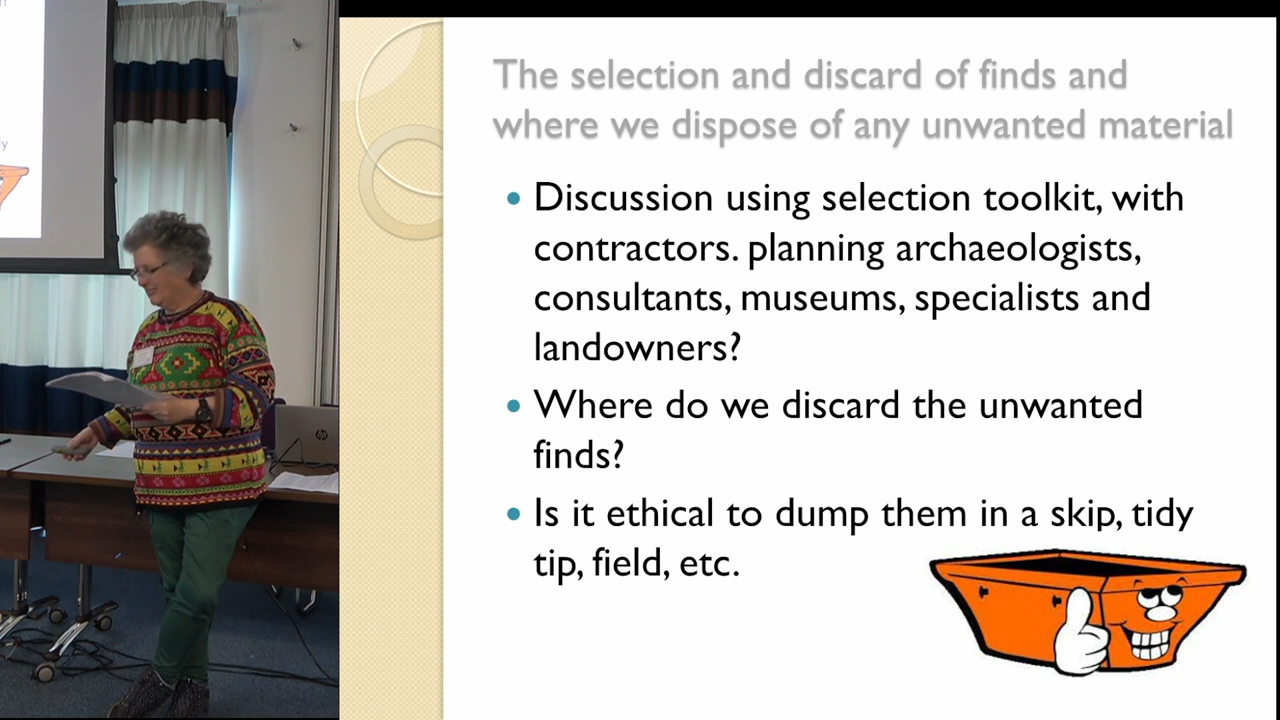 The selection and discard of finds and
where we dispose of any unwanted material
• Discussion using selection toolkit, with
contractors. planning archaeologists,
consultants, museums, specialists and
landowners?
• Where do we discard the unwanted
finds?
• Is it ethical to dump them in a skip, tidy
tip, field, etc.
hp